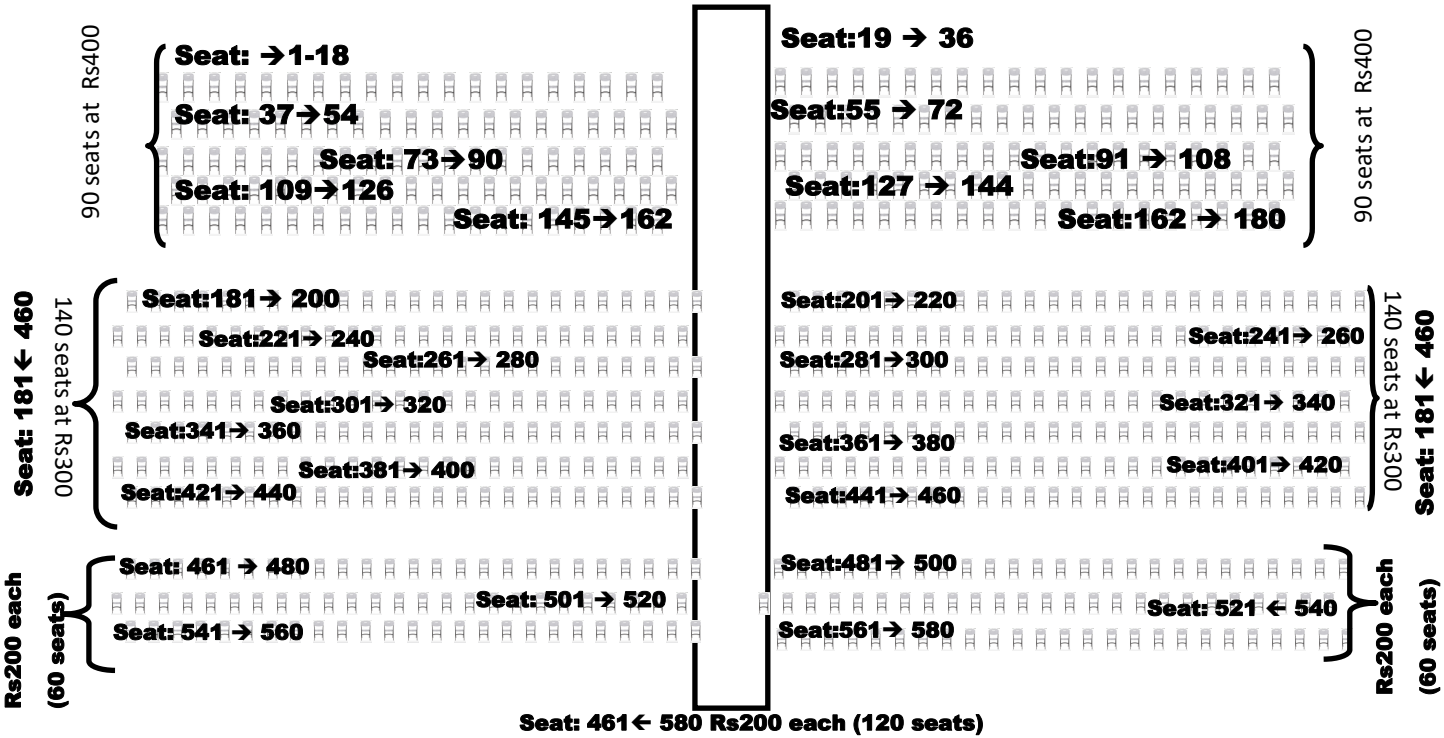 90 seats at Rs400
Seat: →1-18
Seat: 37→54
Seat: 73→90
Seat: 109→126
Seat: 145→162
Seat:19 → 36
Seat:55 → 72
Seat:91 → 108
Seat:127 → 144
Seat:162 → 180
90 seats at Rs400
Seat: 181← 460
140 seats at Rs300
Seat:181→ 200
Seat:221→ 240
Seat:261→ 280
Seat:301→ 320
Seat:341→ 360
Seat:381→ 400
Seat:421→ 440
Seat:201→ 220
Seat:241→ 260
Seat:281→300
Seat:321→ 340
Seat:361→ 380
Seat:401→ 420
Seat:441→ 460
140 seats at Rs300
Seat: 181← 460
Rs200 each
(60 seats)
Seat: 461 → 480
Seat: 501 → 520
Seat: 541 → 560
Seat:481→ 500
Seat: 521 ← 540
Seat:561→ 580
Rs200 each
(60 seats)
Seat: 461← 580 Rs200 each (120 seats)